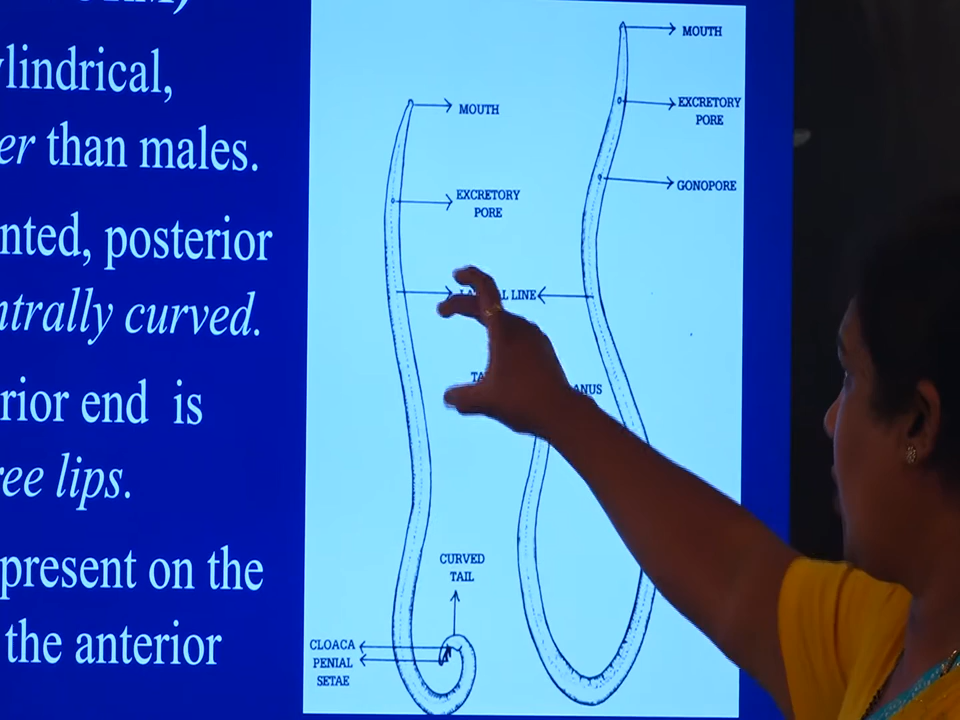 ylindrical,
er than males.
nted, posterior
ntrally curved.
rior end is
ree lips.
present on the
the anterior
MOUTH
EXCRETORY
PORE
LINE
CURVED
TAIL
CLOACA
PENIAL
SETAE
MOUTH
EXCRETORY
PORE
GONOPORE
ANUS